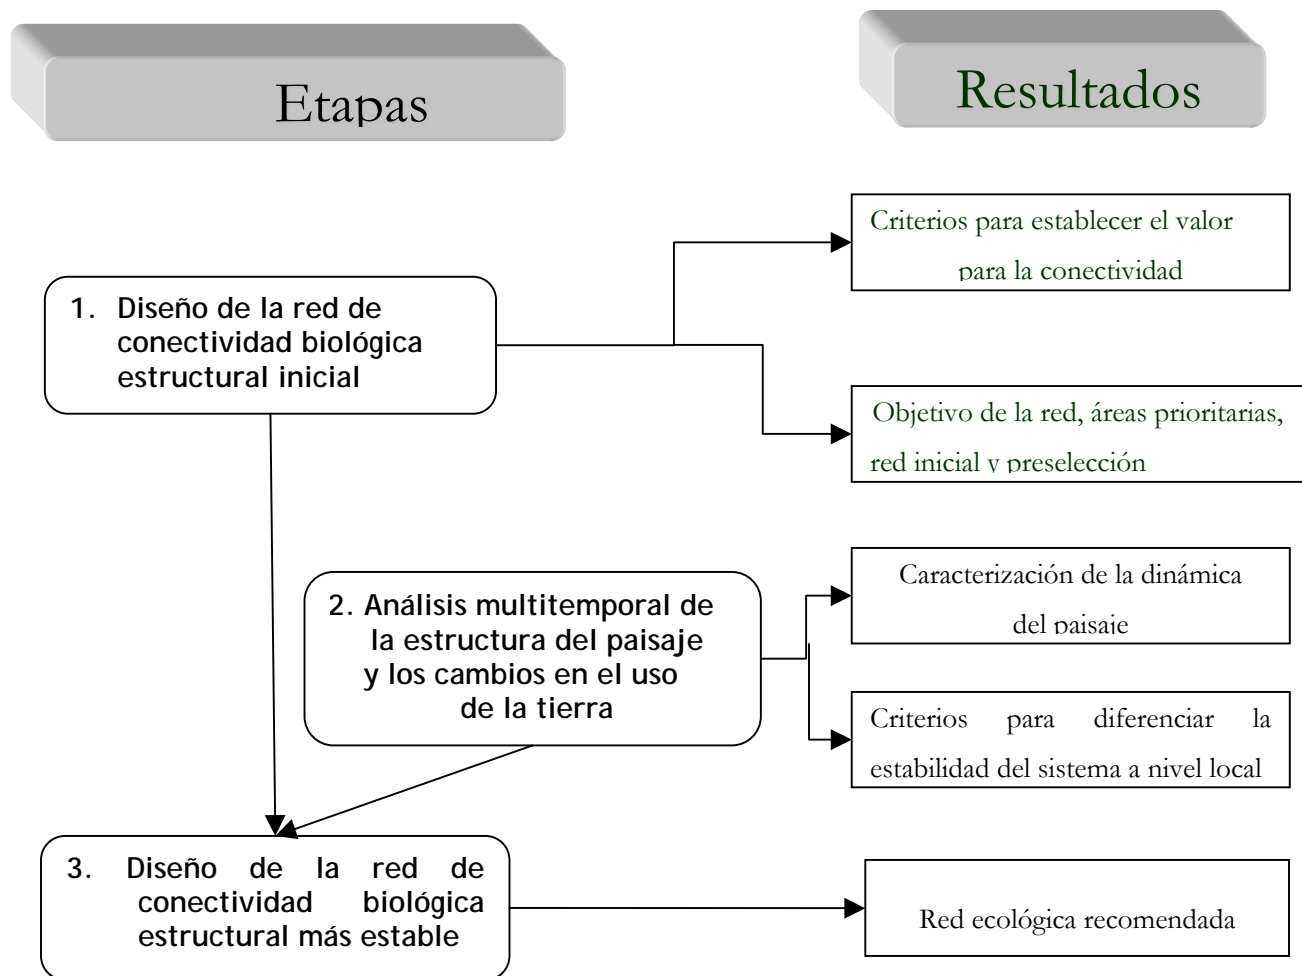 Etapas
Resultados
Criterios para establecer el valor
para la conectividad
1. Diseño de la red de
conectividad biológica
estructural inicial
Objetivo de la red, áreas prioritarias,
red inicial y preselección
2. Análisis multitemporal de
la estructura del paisaje
y los cambios en el uso
de la tierra
Caracterización de la dinámica
del paisaje
Criterios para diferenciar la
estabilidad del sistema a nivel local
3. Diseño de la red de
conectividad biológica
estructural más estable
Red ecológica recomendada